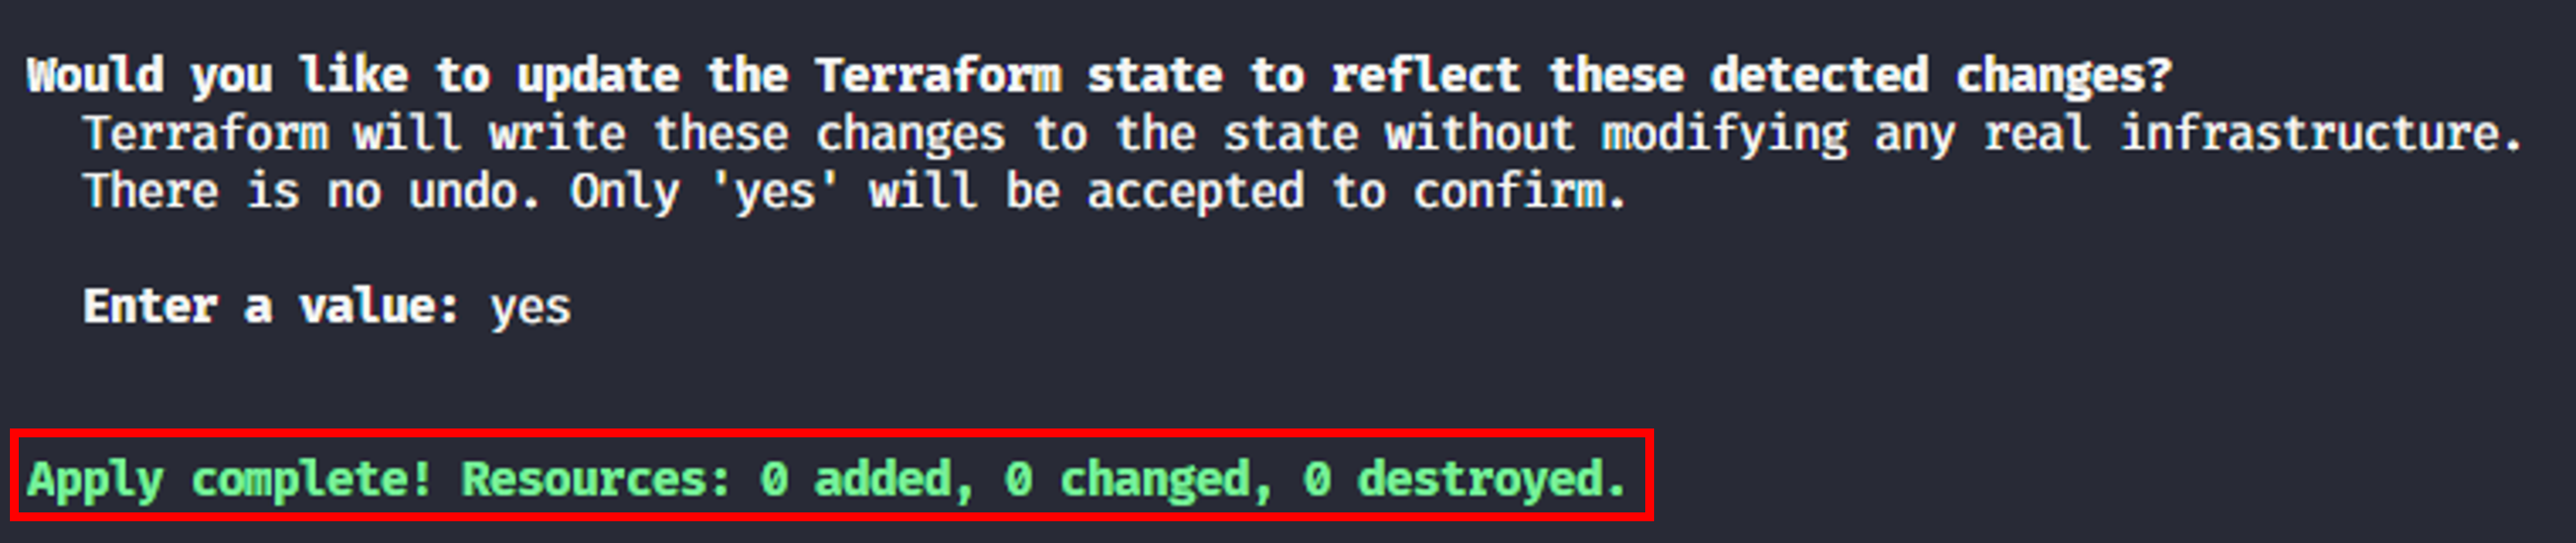 Would you like to update the Terraform state to reflect these detected changes?
Terraform will write these changes to the state without modifying any real infrastructure.
There is no undo. Only 'yes' will be accepted to confirm.
Enter a value: yes
Apply complete! Resources: 0 added, 0 changed, 0 destroyed.